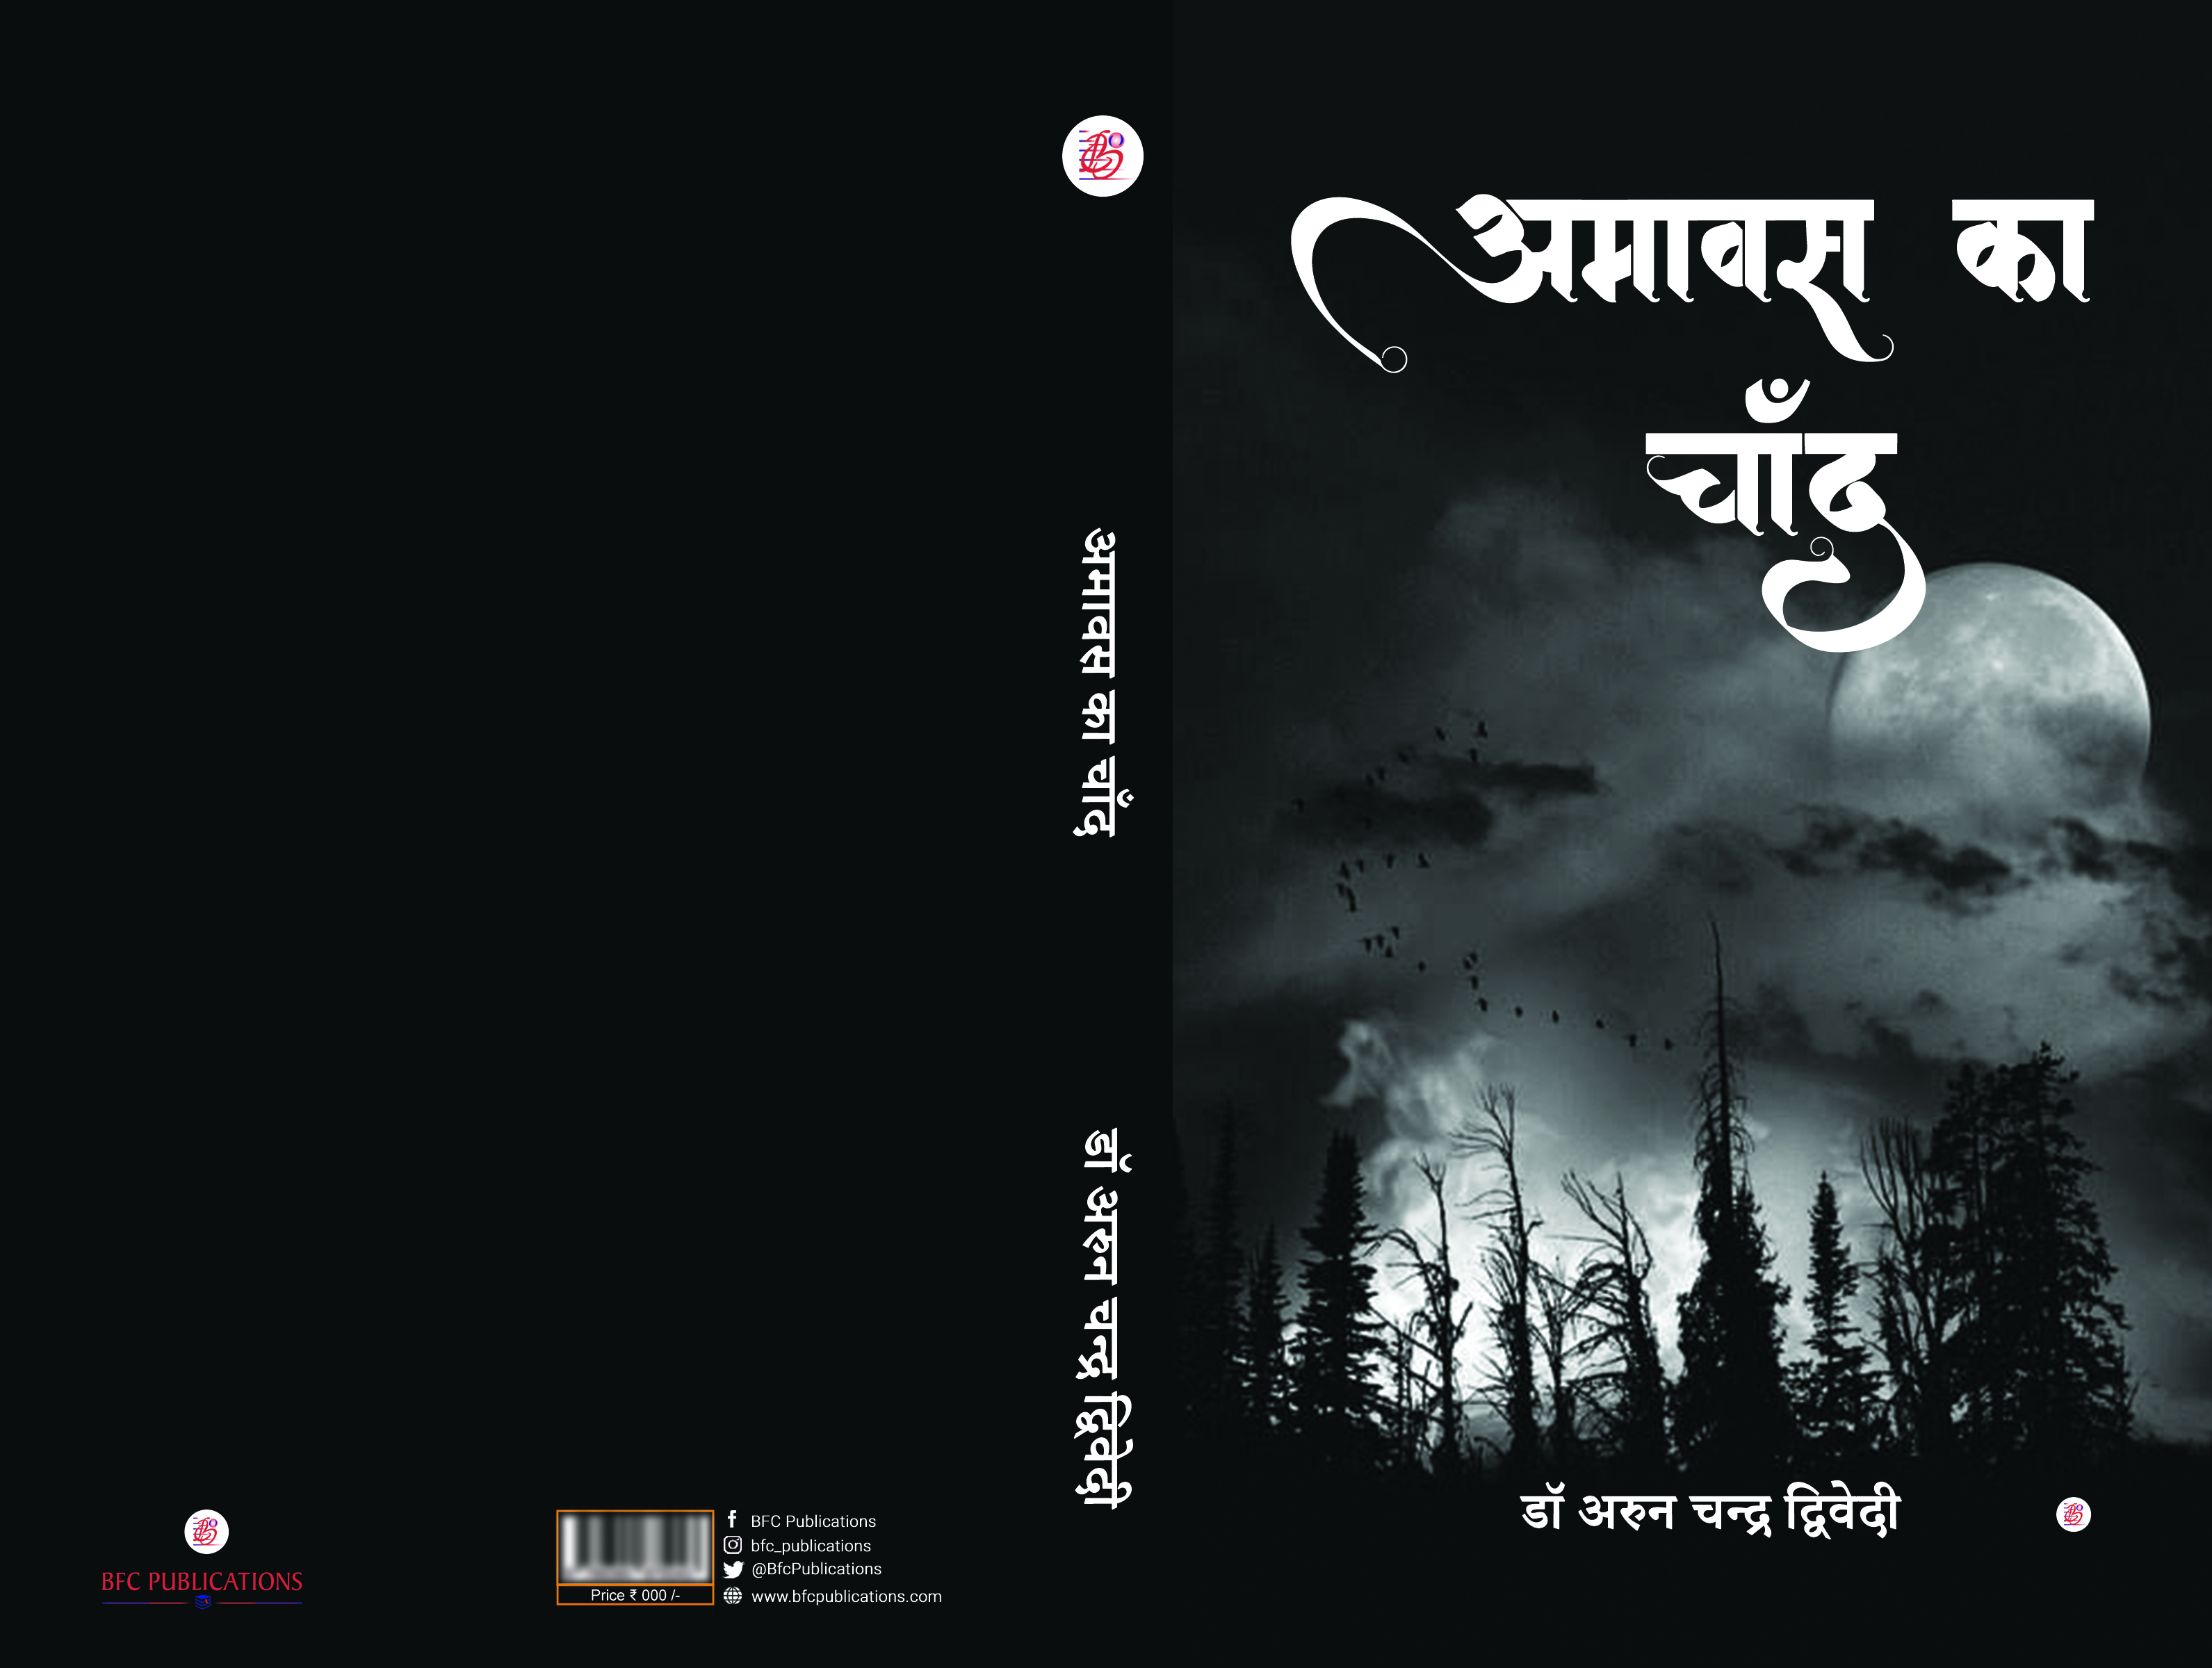 अमावस का
चाँद
डॉ अरुन चन्द्र द्विवेदी
अमावस का चाँद
डॉ अरुन चन्द्र द्विवेदी
BFC PUBLICATIONS
Price ₹ 000 /-
BFC Publications
bfc_publications
@BfcPublications
www.bfcpublications.com